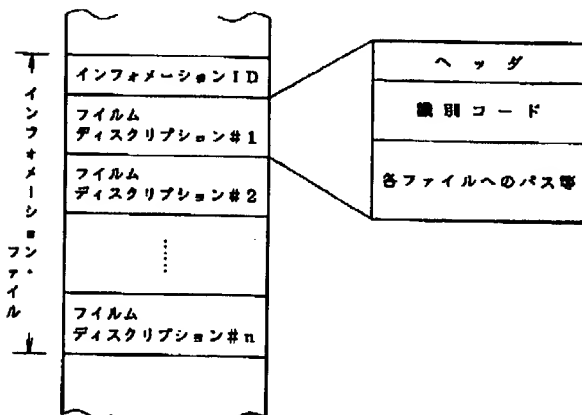 インフォメーションID
フィルム
ディスクリプション#1
フィルム
ディスクリプション#2
フィルム
ディスクリプション#n
インフォメーション・
ファイル
ヘッダ
識別コード
各ファイルへのパス等